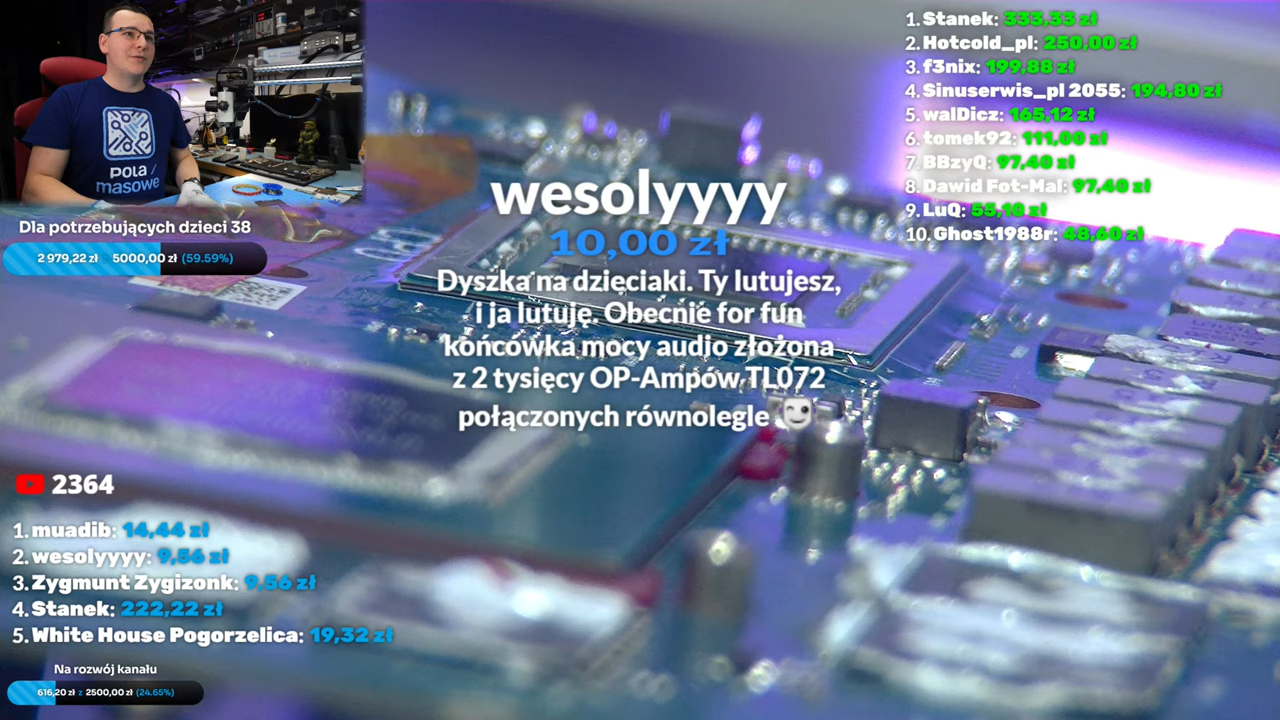 pola /
masowe
Dla potrzebujących dzieci 38
2 979,22 zł z 5000,00 zł (59.59%)
1. Stanek: 333,33 zł
2. Hotcold_pl: 250,00 zł
3. f3nix: 199,88 zł
4. Sinuserwis_pl 2055: 194,80 zł
5. walDicz: 165,12 zł
6. tomek92: 111,00 zł
7. BBzyQ: 97,40 zł
8. Dawid Fot-Mal: 97,40 zł
9. LuQ: 55,10 zł
10. Ghost1988r: 48,60 zł
wesolyyyy
10,00 zł
Dyszka na dzięciaki. Ty lutujesz,
i ja lutuję. Obecnie for fun
końcówka mocy audio złożona
z 2 tysięcy OP-Ampów TL072
połączonych równolegle
2364
1. muadib: 14,44 zł
2. wesolyyyy: 9,56 zł
3. Zygmunt Zygizonk: 9,56 zł
4. Stanek: 222,22 zł
5. White House Pogorzelica: 19,32 zł
Na rozwój kanału
616,20 zł z 2500,00 zł (24.65%)